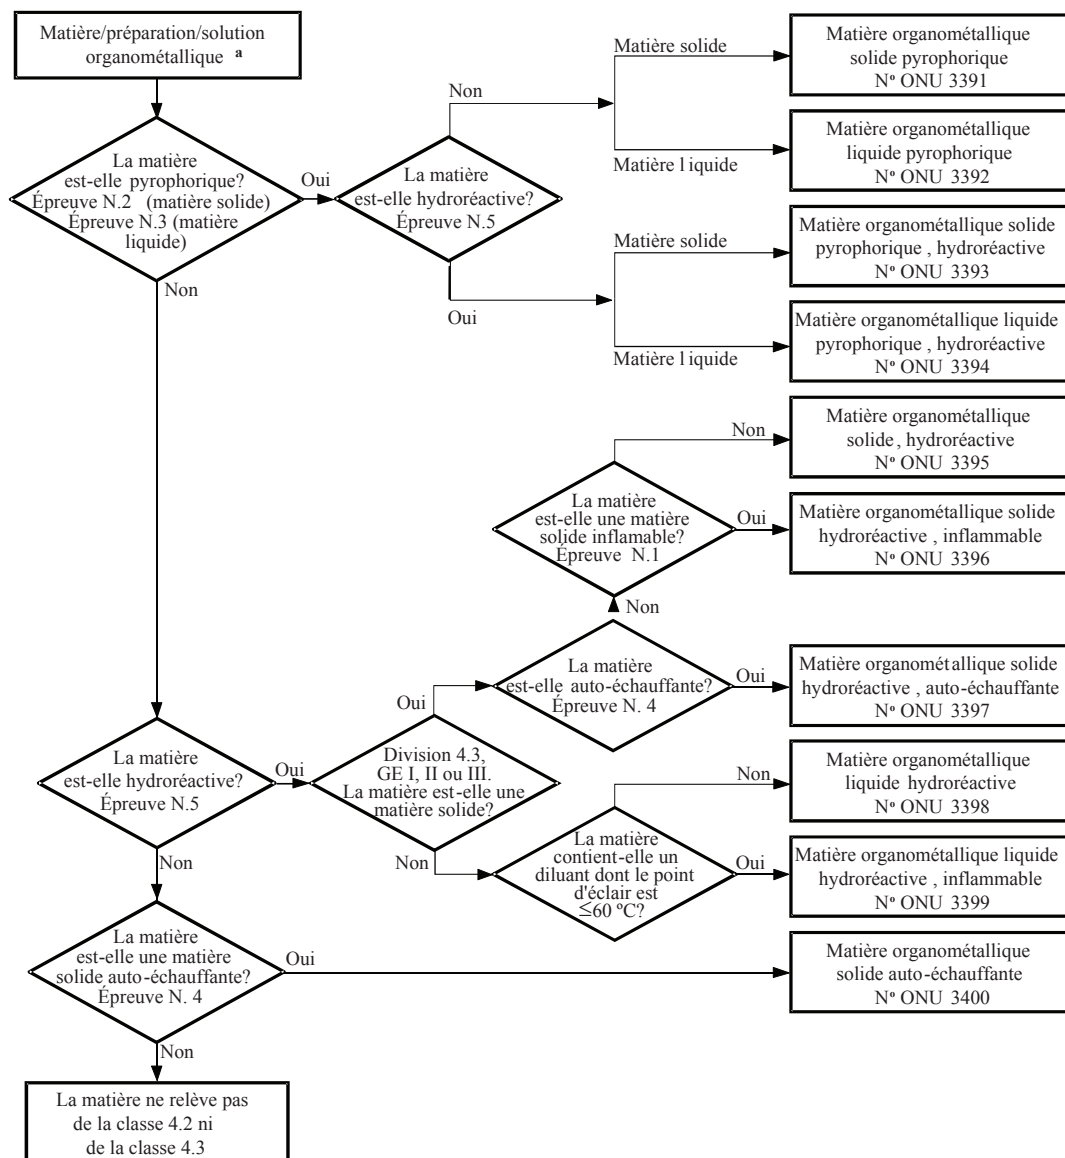 Matière/préparation/solution
organométallique a
La matière
est-elle pyrophorique?
Épreuve N.2 (matière solide)
Épreuve N.3 (matière
liquide)
Oui
Non
La matière
est-elle hydroréactive?
Épreuve N.5
Non
Oui
Matière solide
Matière liquide
Matière organométallique
solide pyrophorique
Nº ONU 3391
Matière organométallique
liquide pyrophorique
Nº ONU 3392
Matière solide
Matière liquide
Matière organométallique solide
pyrophorique , hydroréactive
Nº ONU 3393
Matière organométallique liquide
pyrophorique , hydroréactive
Nº ONU 3394
Non
Matière organométallique
solide , hydroréactive
Nº ONU 3395
La matière
est-elle une matière
solide inflamable?
Épreuve N.1
Oui
Matière organométallique solide
hydroréactive , inflammable
Nº ONU 3396
Non
La matière
est-elle auto-échauffante?
Épreuve N. 4
Oui
Matière organométallique solide
hydroréactive , auto-échauffante
Nº ONU 3397
La matière
est-elle hydroréactive?
Épreuve N.5
Oui
Non
Division 4.3,
GE I, II ou III.
La matière est-elle une
matière solide?
Oui
Non
La matière
contient-elle un
diluant dont le point
d'éclair est
≤60 ºC?
Non
Matière organométallique
liquide hydroréactive
Nº ONU 3398
Oui
Matière organométallique liquide
hydroréactive , inflammable
Nº ONU 3399
La matière
est-elle une matière
solide auto-échauffante?
Épreuve N. 4
Oui
Matière organométallique
solide auto-échauffante
Nº ONU 3400
Non
La matière ne relève pas
de la classe 4.2 ni
de la classe 4.3